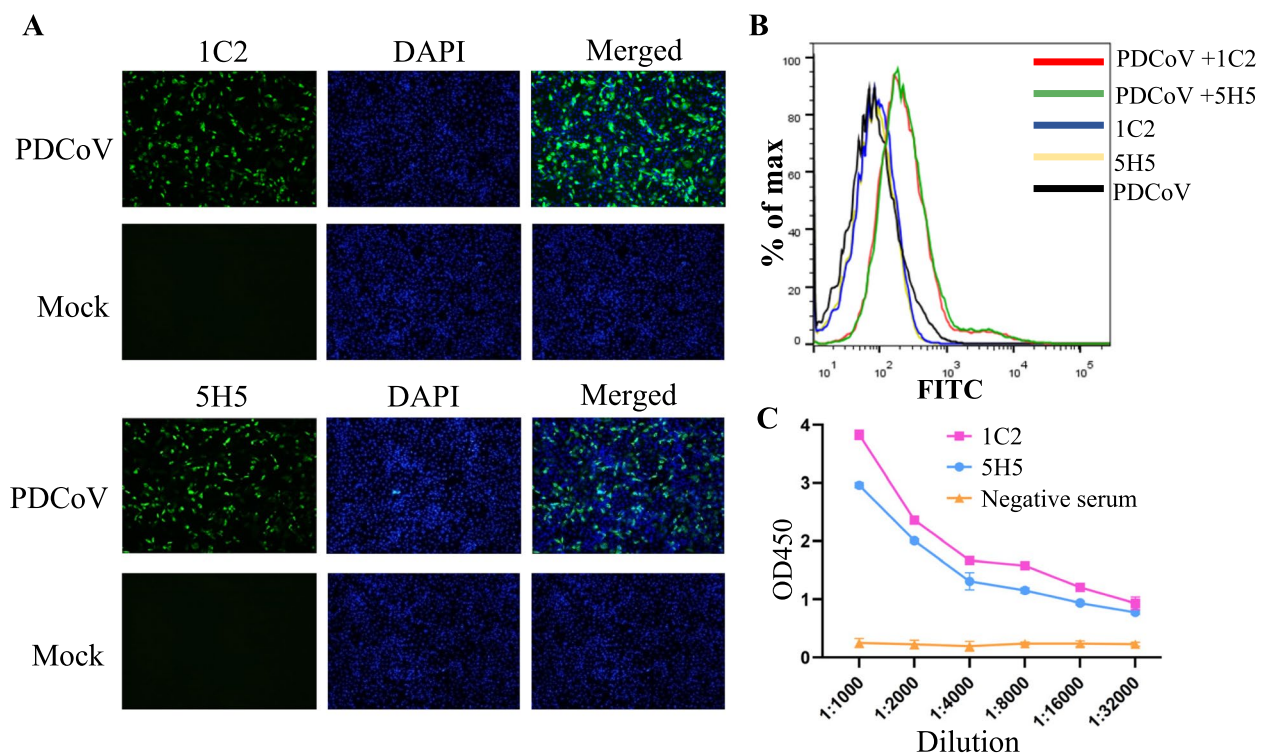 A
1C2 DAPI Merged
PDCoV
Mock
5H5 DAPI Merged
PDCoV
Mock
B
% of max
100
80
60
40
20
0
10^1 10^2 10^3 10^4 10^5
FITC
PDCoV +1C2
PDCoV +5H5
1C2
5H5
PDCoV
C
OD450
4
3
2
1
0
1C2
5H5
Negative serum
1:1000 1:2000 1:4000 1:8000 1:16000 1:32000
Dilution